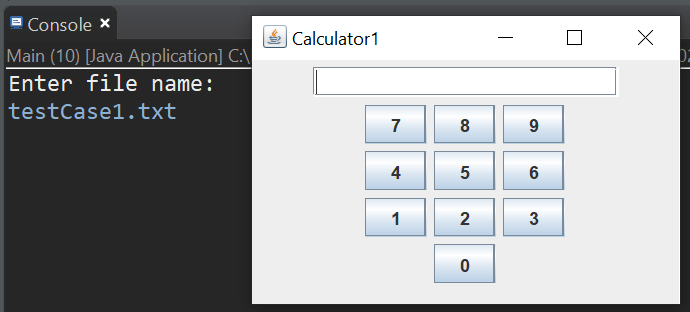 Console
Main (10) [Java Application] C:\
Enter file name:
testCase1.txt
Calculator1
7 8 9
4 5 6
1 2 3
0